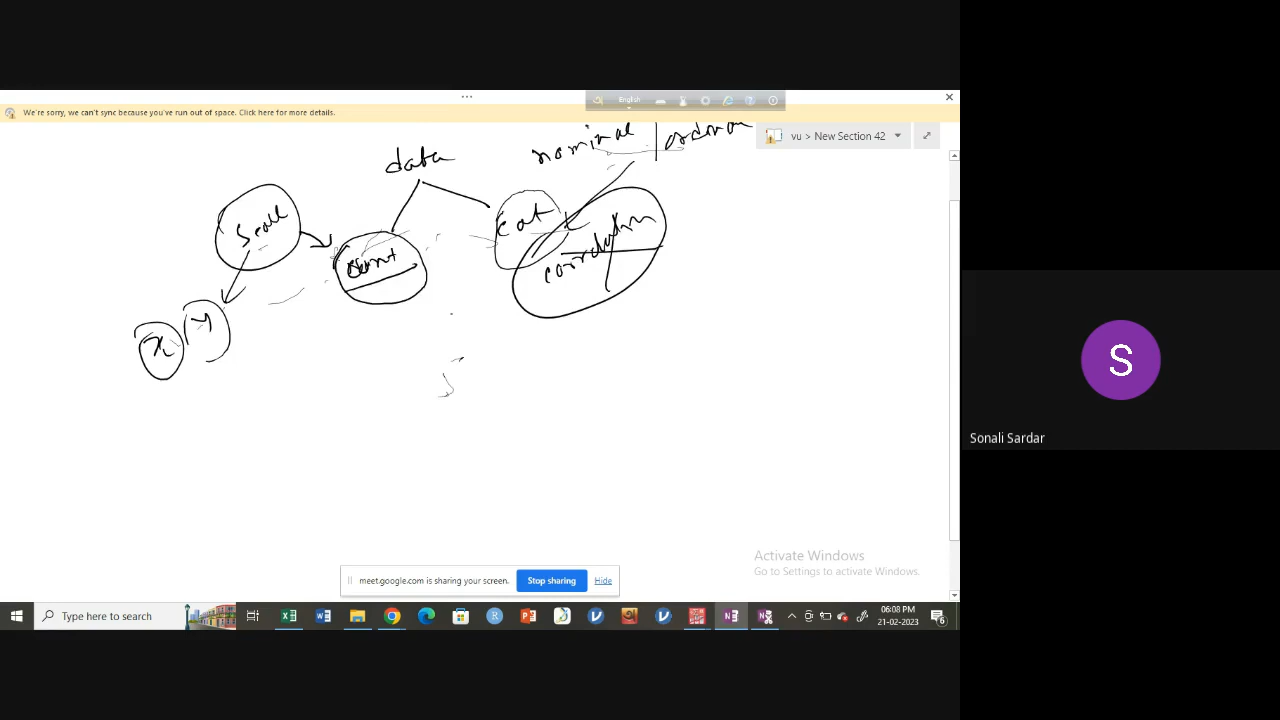 We're sorry, we can't sync because you've run out of space. Click here for more details.
English
vu > New Section 42
nominal
data
cat
Scale
correlation
x y
S
Sonali Sardar
Activate Windows
Go to Settings to activate Windows.
meet.google.com is sharing your screen. Stop sharing Hide
Type here to search
06:08 PM
21-02-2023
6